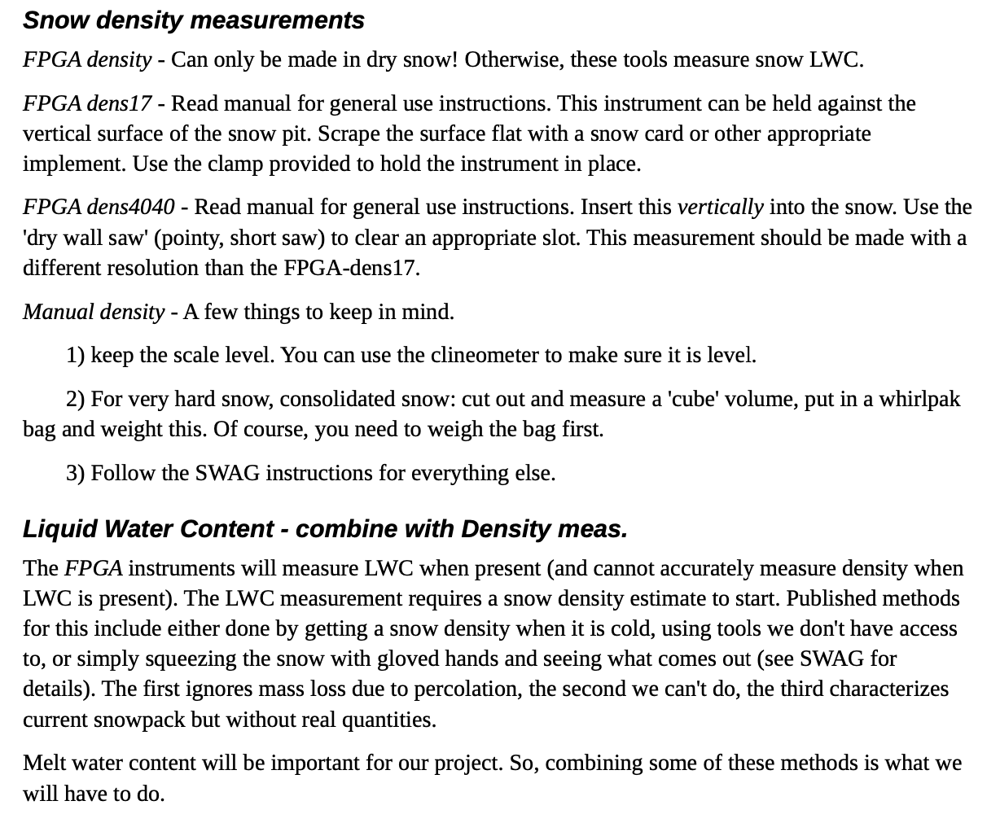 Snow density measurements
FPGA density - Can only be made in dry snow! Otherwise, these tools measure snow LWC.
FPGA dens17 - Read manual for general use instructions. This instrument can be held against the
vertical surface of the snow pit. Scrape the surface flat with a snow card or other appropriate
implement. Use the clamp provided to hold the instrument in place.
FPGA dens4040 - Read manual for general use instructions. Insert this vertically into the snow. Use the
'dry wall saw' (pointy, short saw) to clear an appropriate slot. This measurement should be made with a
different resolution than the FPGA-dens17.
Manual density - A few things to keep in mind.
1) keep the scale level. You can use the clineometer to make sure it is level.
2) For very hard snow, consolidated snow: cut out and measure a 'cube' volume, put in a whirlpak
bag and weight this. Of course, you need to weigh the bag first.
3) Follow the SWAG instructions for everything else.
Liquid Water Content - combine with Density meas.
The FPGA instruments will measure LWC when present (and cannot accurately measure density when
LWC is present). The LWC measurement requires a snow density estimate to start. Published methods
for this include either done by getting a snow density when it is cold, using tools we don't have access
to, or simply squeezing the snow with gloved hands and seeing what comes out (see SWAG for
details). The first ignores mass loss due to percolation, the second we can't do, the third characterizes
current snowpack but without real quantities.
Melt water content will be important for our project. So, combining some of these methods is what we
will have to do.